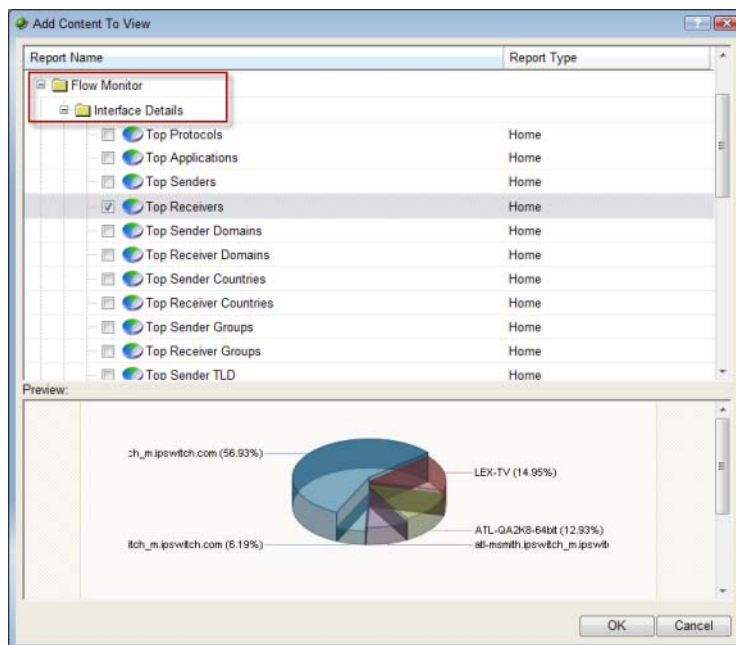 Add Content To View
Report Name Report Type
Flow Monitor
Interface Details
Top Protocols Home
Top Applications Home
Top Senders Home
Top Receivers Home
Top Sender Domains Home
Top Receiver Domains Home
Top Sender Countries Home
Top Receiver Countries Home
Top Sender Groups Home
Top Receiver Groups Home
Top Sender TLD Home
Preview:
ch_m.ipswitch.com (56.93%)
LEX-TV (14.95%)
ATL-QA2K8-64bit (12.93%)
itch_m.ipswitch.com (6.19%)
atl-msmith.ipswitch_m.ipswitc
OK Cancel